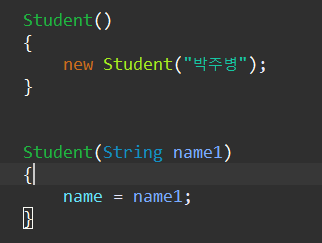 Student()
{
new Student("박주병");
}
Student(String name1)
{
name = name1;
}